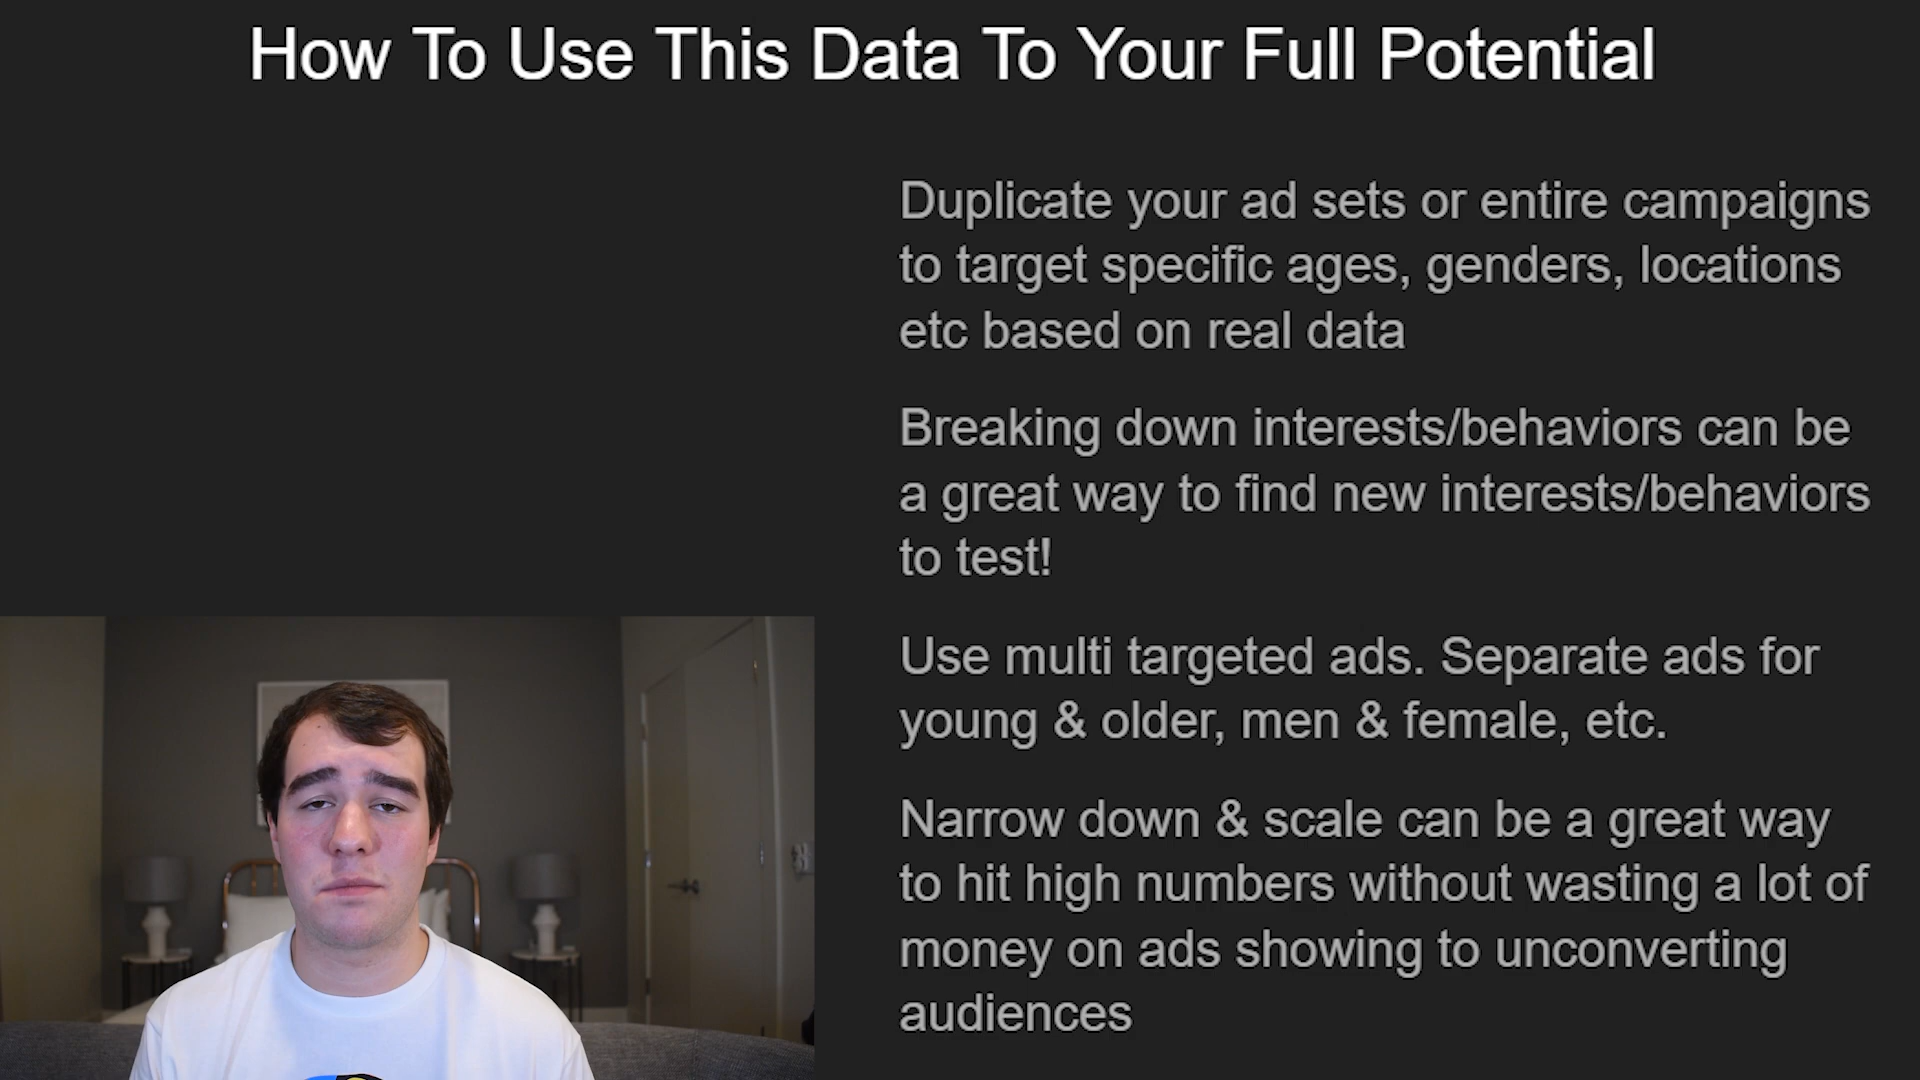 How To Use This Data To Your Full Potential
Duplicate your ad sets or entire campaigns
to target specific ages, genders, locations
etc based on real data
Breaking down interests/behaviors can be
a great way to find new interests/behaviors
to test!
Use multi targeted ads. Separate ads for
young & older, men & female, etc.
Narrow down & scale can be a great way
to hit high numbers without wasting a lot of
money on ads showing to unconverting
audiences